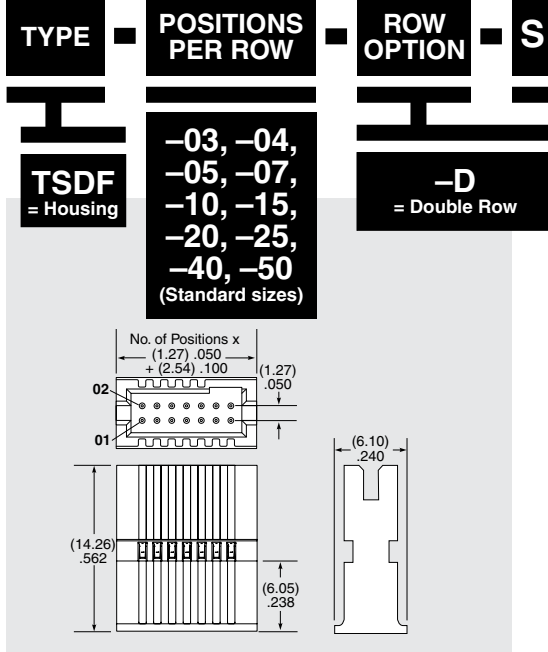 TYPE
POSITIONS
PER ROW
ROW
OPTION
S
TSDF
= Housing
–03, –04,
–05, –07,
–10, –15,
–20, –25,
–40, –50
(Standard sizes)
–D
= Double Row
No. of Positions x
(1.27) .050
+ (2.54) .100
(1.27)
.050
02
01
(6.10)
.240
(14.26)
.562
(6.05)
.238